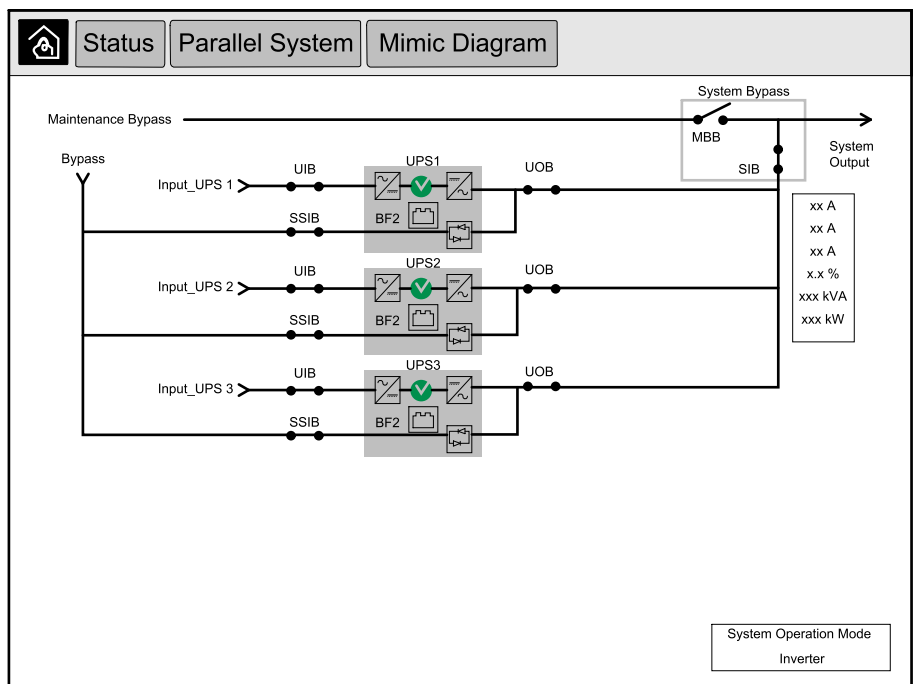 Status
Parallel System
Mimic Diagram
System Bypass
Maintenance Bypass
MBB
System
Output
SIB
Bypass
UPS1
UIB
UOB
Input_UPS 1
BF2
SSIB
xx A
xx A
xx A
x.x %
xxx kVA
xxx kW
UPS2
UIB
UOB
Input_UPS 2
BF2
SSIB
UPS3
UIB
UOB
Input_UPS 3
BF2
SSIB
System Operation Mode
Inverter